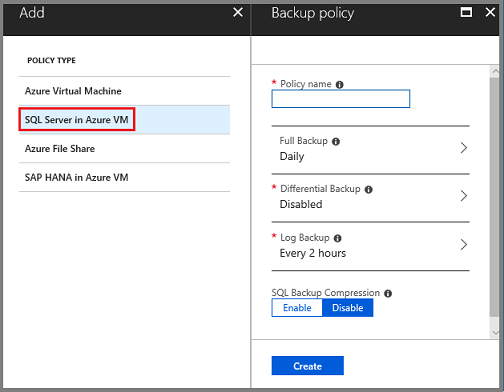 Add
POLICY TYPE
Azure Virtual Machine
SQL Server in Azure VM
Azure File Share
SAP HANA in Azure VM
Backup policy
* Policy name
Full Backup
Daily
* Differential Backup
Disabled
* Log Backup
Every 2 hours
SQL Backup Compression
Enable Disable
Create